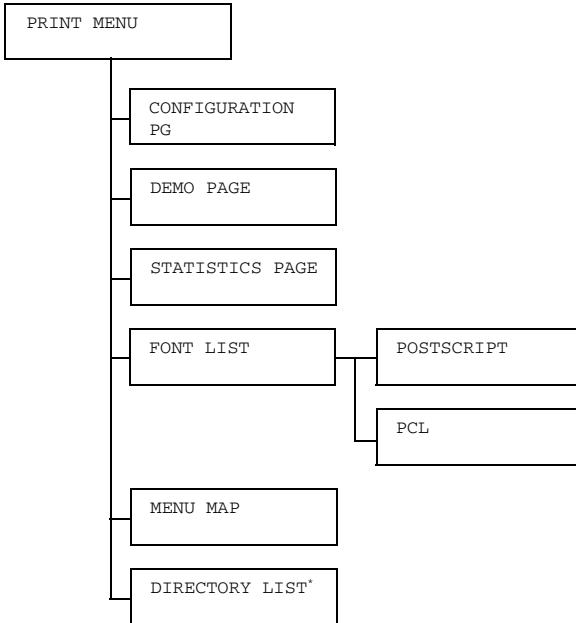 PRINT MENU
CONFIGURATION
PG
DEMO PAGE
STATISTICS PAGE
FONT LIST
POSTSCRIPT
PCL
MENU MAP
DIRECTORY LIST*